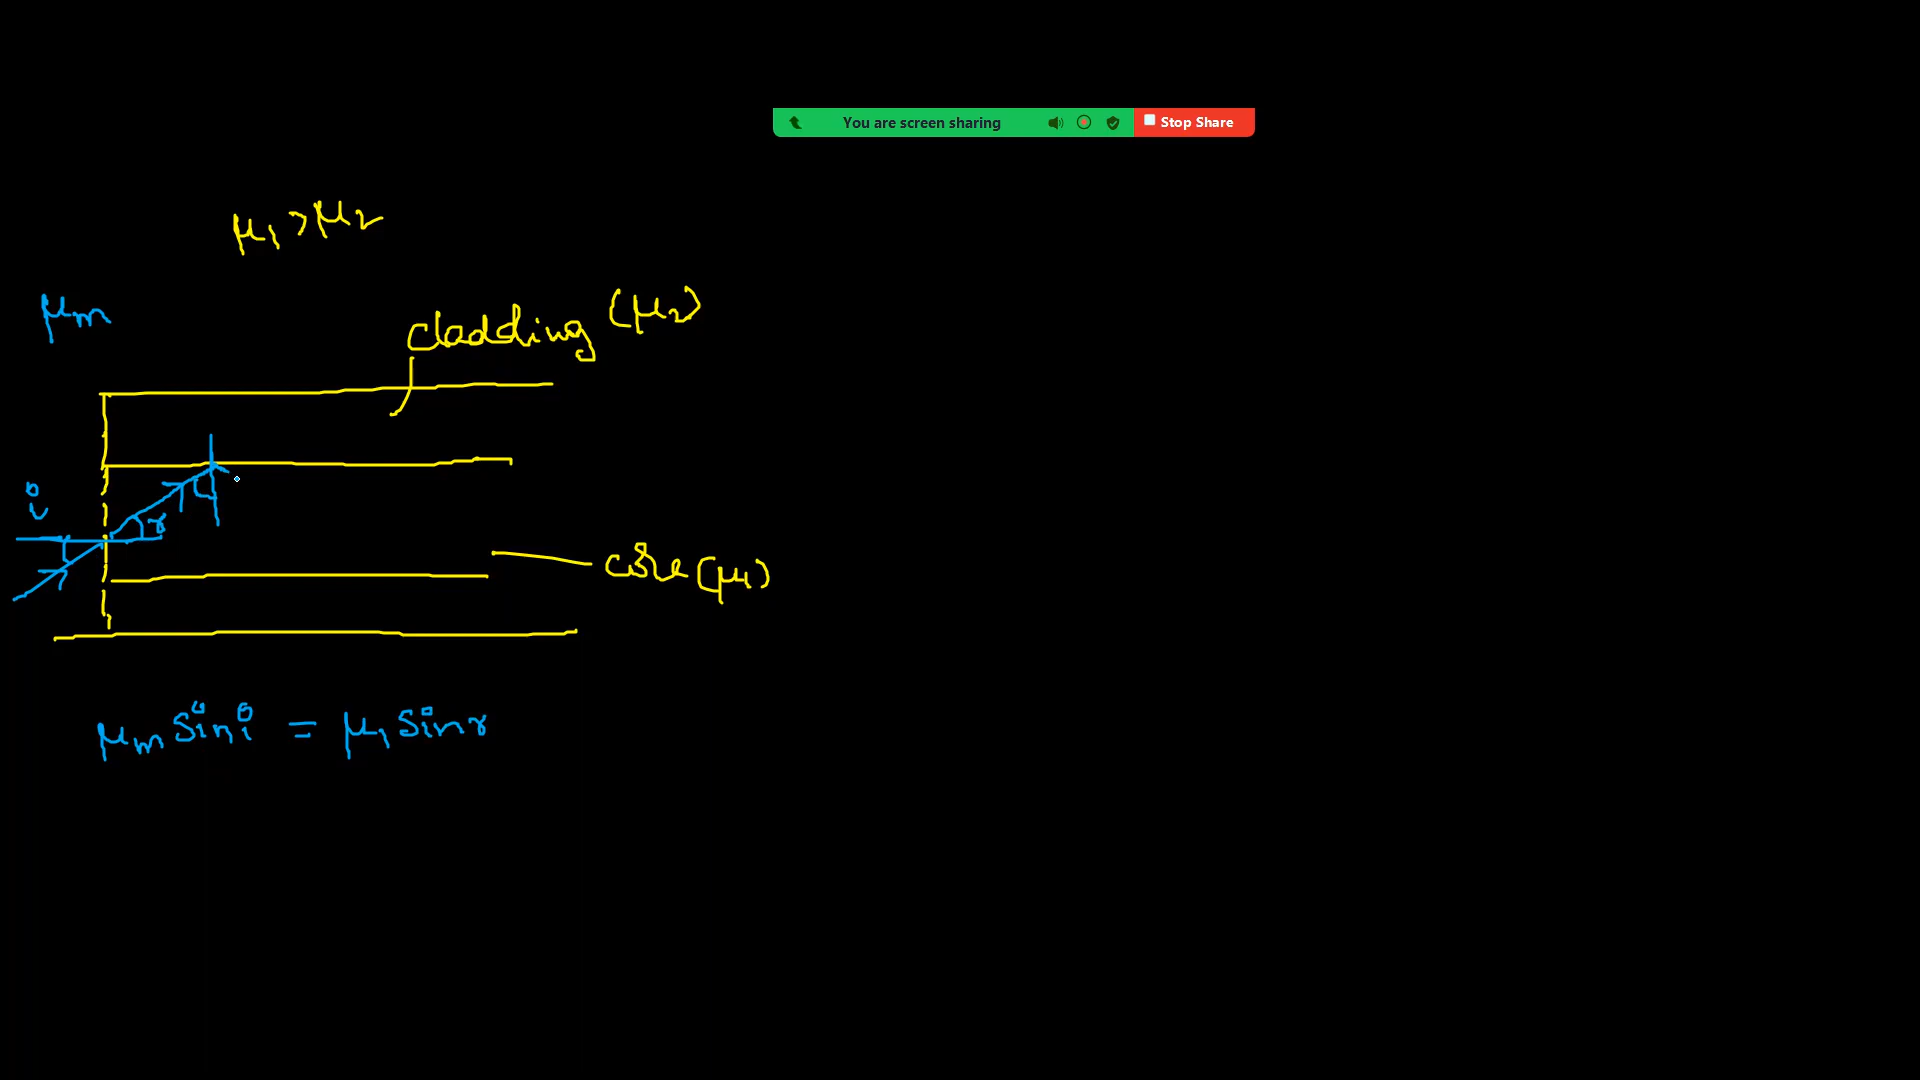 You are screen sharing Stop Share
μ₁ > μ₂
μm
cladding (μ₂)
i
r
core (μ₁)
μm sin i = μ₁ sin r